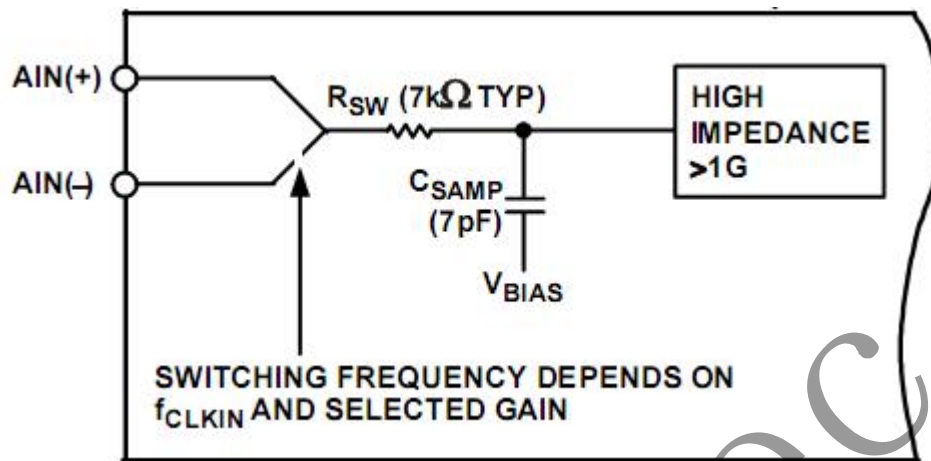 AIN(+)
AIN(–)
RSW (7kΩ TYP)
CSAMP
(7pF)
VBIAS
HIGH
IMPEDANCE
>1G
SWITCHING FREQUENCY DEPENDS ON
fCLKIN AND SELECTED GAIN